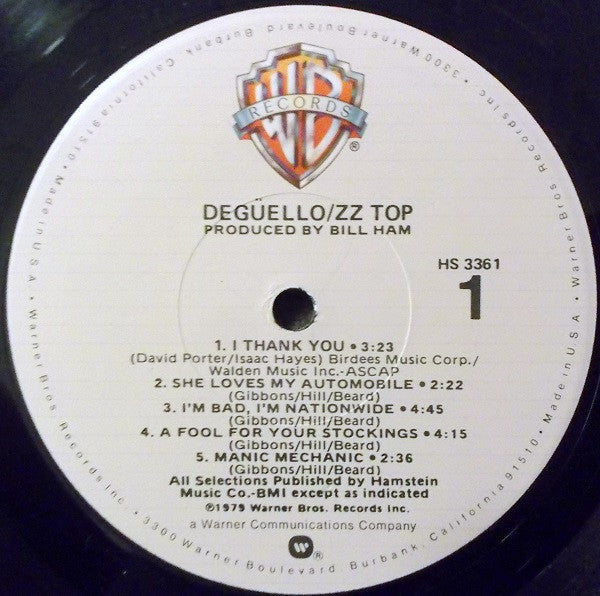 Burbank, California 91510 • Made in U.S.A. • Warner Bros Records Inc. • 3300 Warner Boulevard, Burbank, California 91510 • Made in U.S.A. • Warner Bros Records Inc • 3300 Warner Boulevard
WB
RECORDS
®
DEGÜELLO/ZZ TOP
PRODUCED BY BILL HAM
HS 3361
1
1. I THANK YOU • 3:23
(David Porter/Isaac Hayes) Birdees Music Corp./
Walden Music Inc.-ASCAP
2. SHE LOVES MY AUTOMOBILE • 2:22
(Gibbons/Hill/Beard)
3. I'M BAD, I'M NATIONWIDE • 4:45
(Gibbons/Hill/Beard)
4. A FOOL FOR YOUR STOCKINGS • 4:15
(Gibbons/Hill/Beard)
5. MANIC MECHANIC • 2:36
(Gibbons/Hill/Beard)
All Selections Published by Hamstein
Music Co.-BMI except as indicated
℗1979 Warner Bros. Records Inc.
a Warner Communications Company
W®